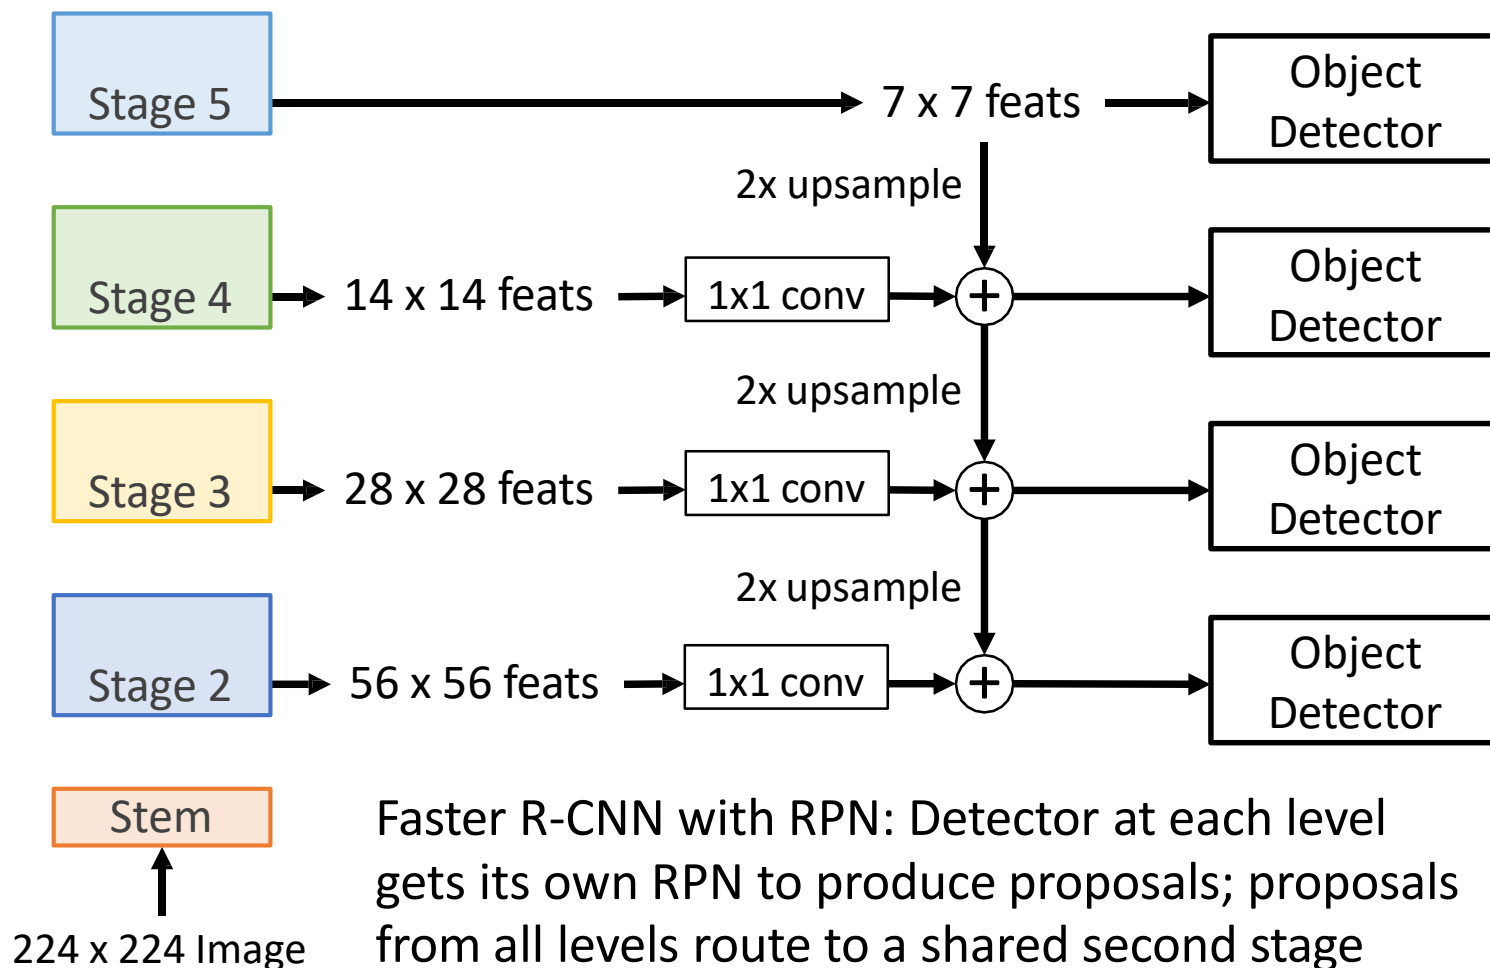 Stage 5
7 x 7 feats
Object
Detector
2x upsample
Stage 4
14 x 14 feats
1x1 conv
+
Object
Detector
2x upsample
Stage 3
28 x 28 feats
1x1 conv
+
Object
Detector
2x upsample
Stage 2
56 x 56 feats
1x1 conv
+
Object
Detector
Stem
224 x 224 Image
Faster R-CNN with RPN: Detector at each level
gets its own RPN to produce proposals; proposals
from all levels route to a shared second stage